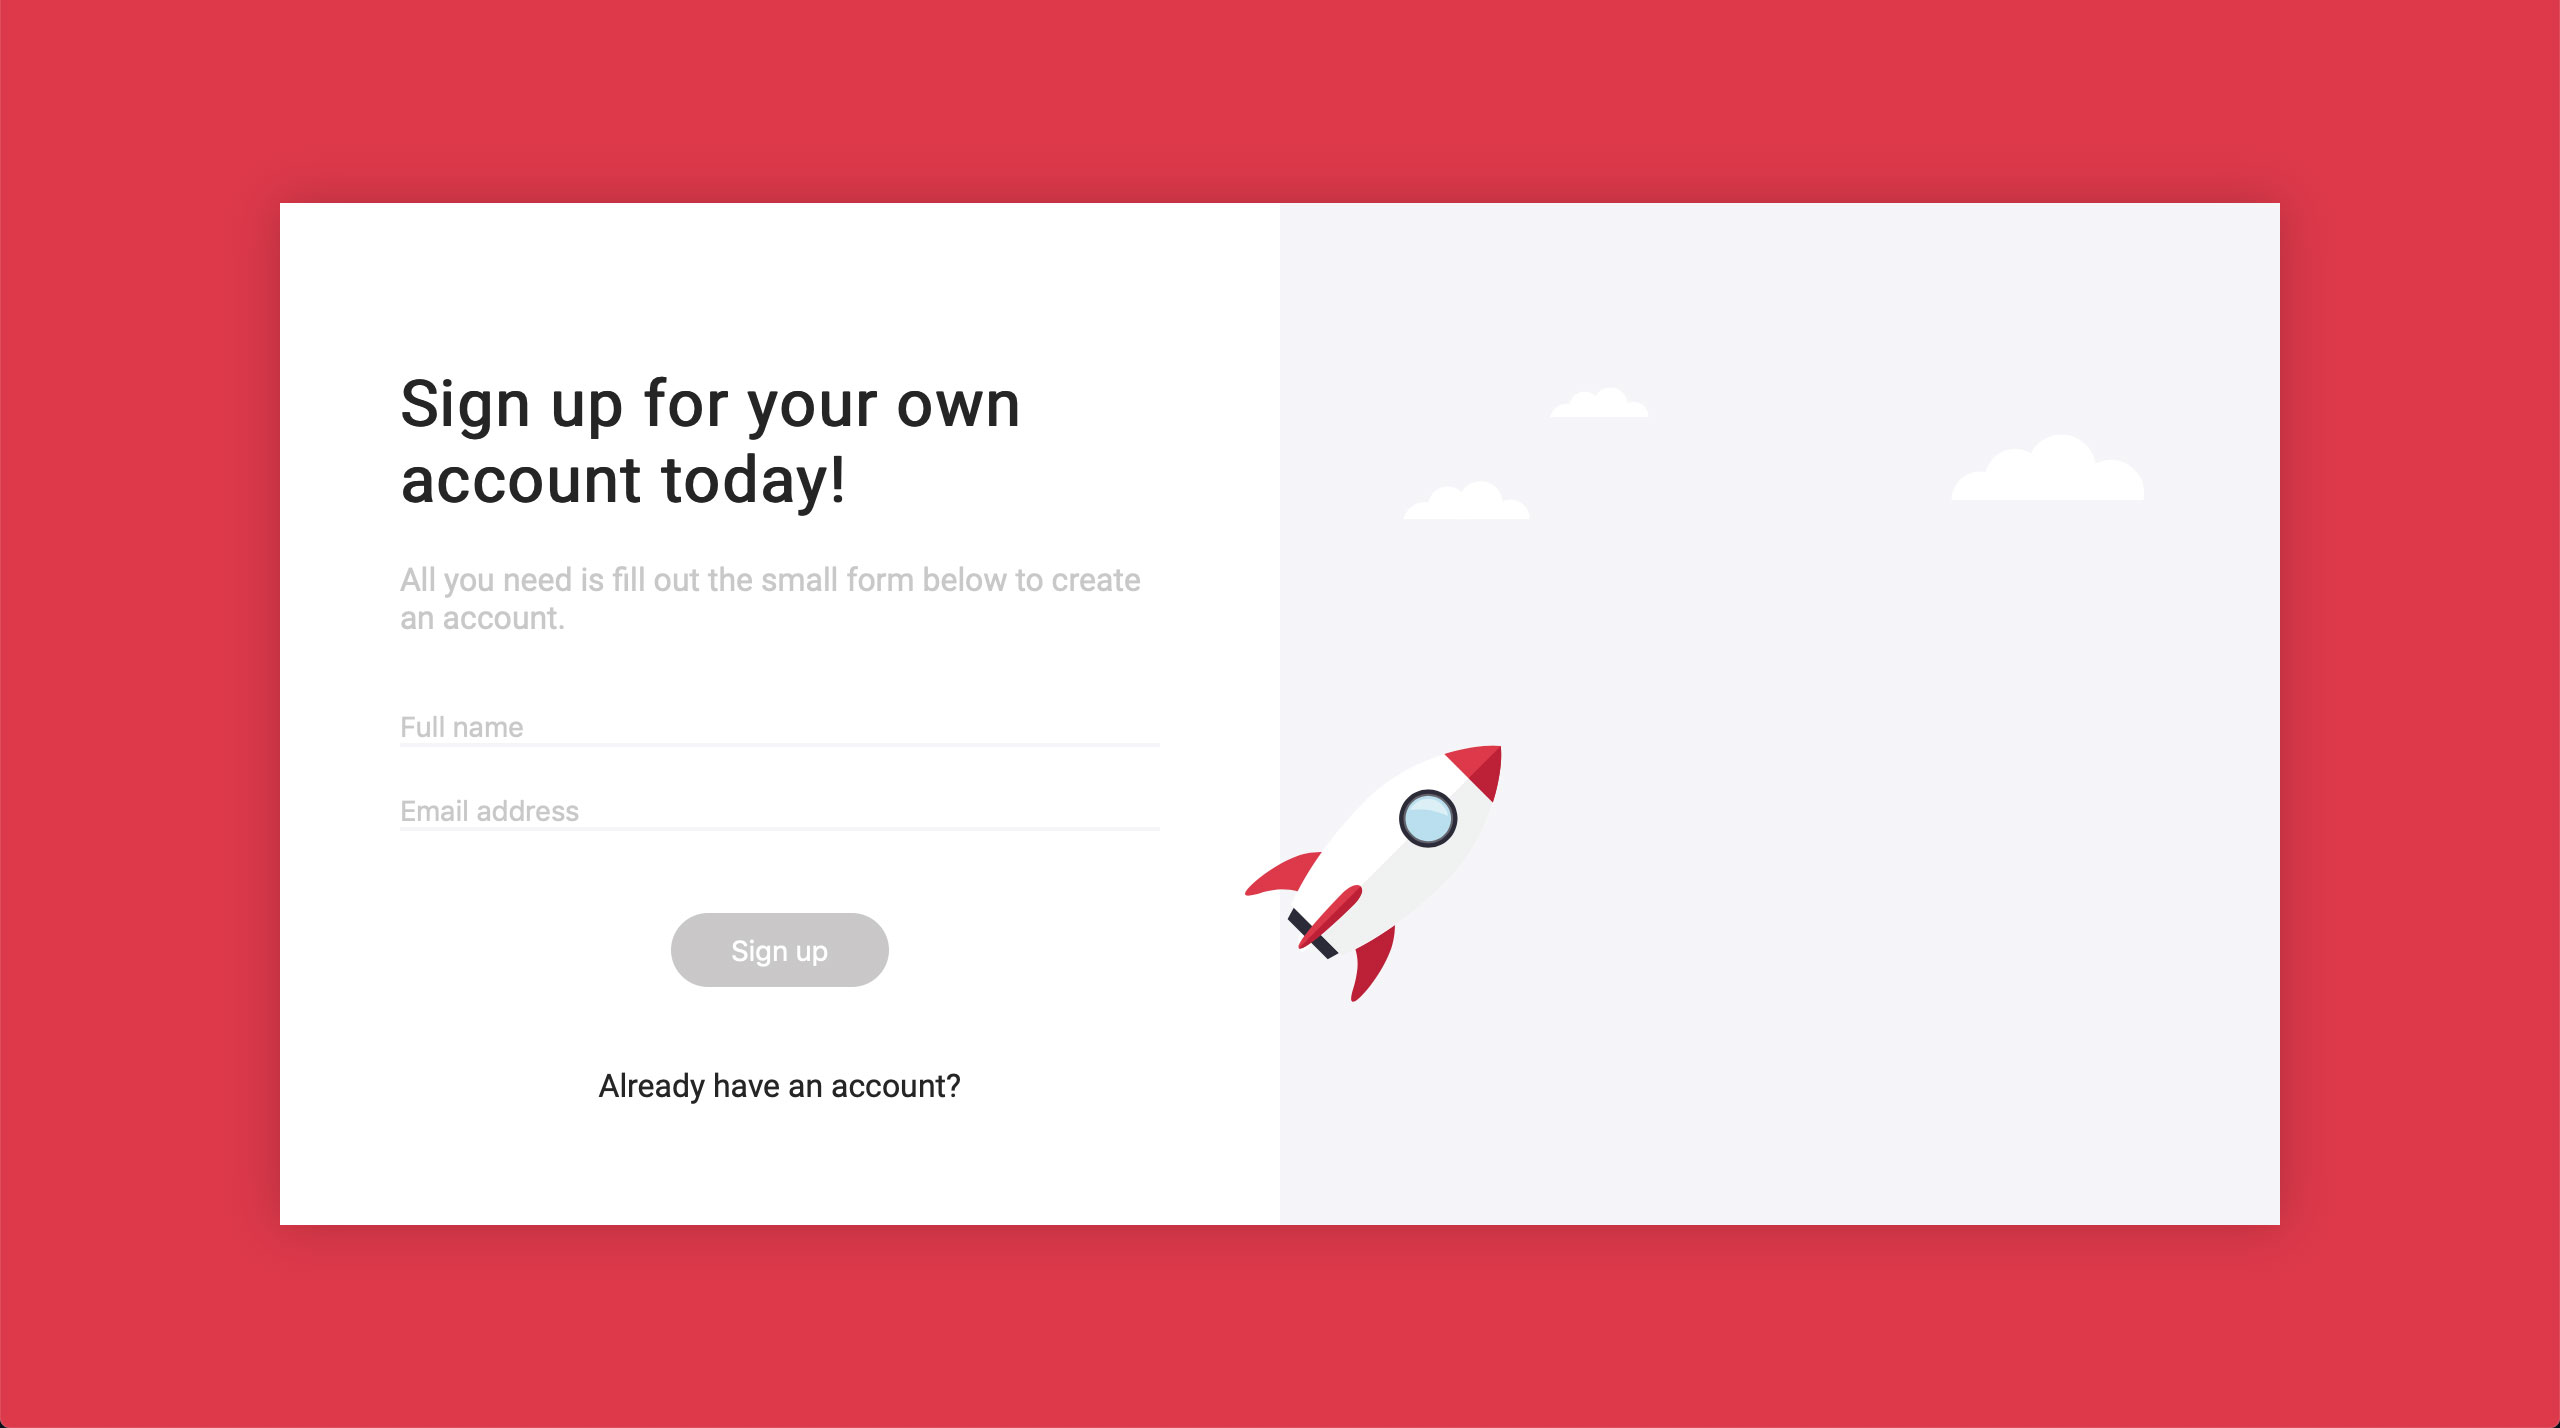 Sign up for your own
account today!
All you need is fill out the small form below to create
an account.
Full name
Email address
Sign up
Already have an account?